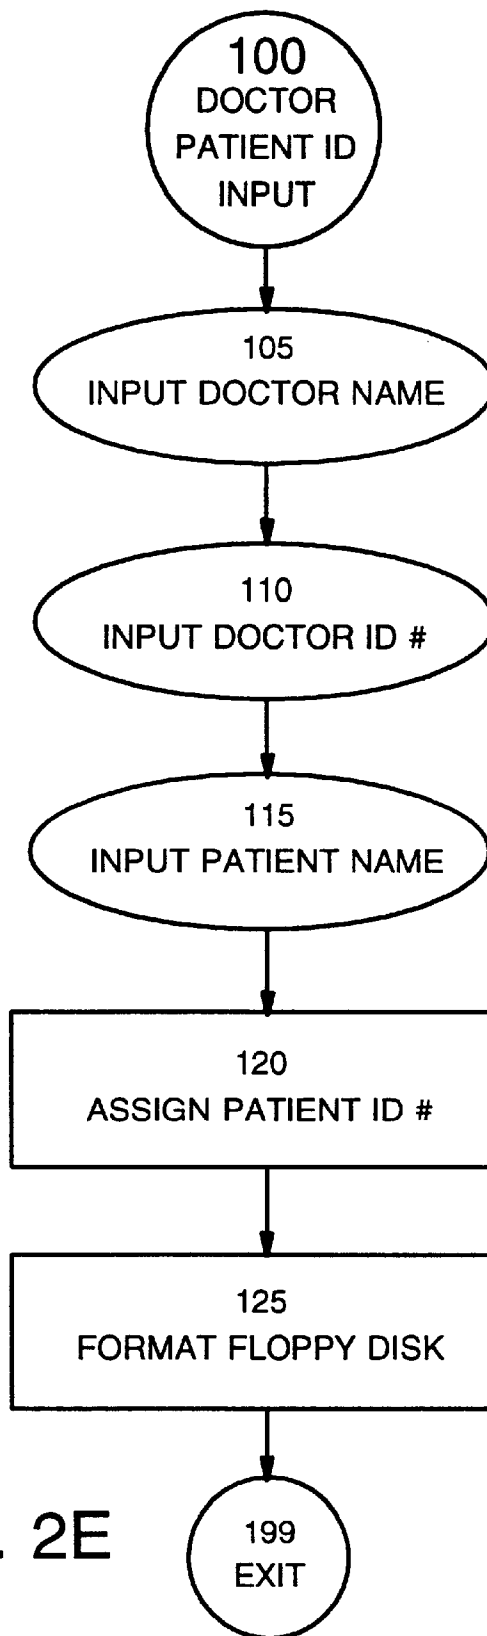 100
DOCTOR
PATIENT ID
INPUT
105
INPUT DOCTOR NAME
110
INPUT DOCTOR ID #
115
INPUT PATIENT NAME
120
ASSIGN PATIENT ID #
125
FORMAT FLOPPY DISK
199
EXIT
. 2E